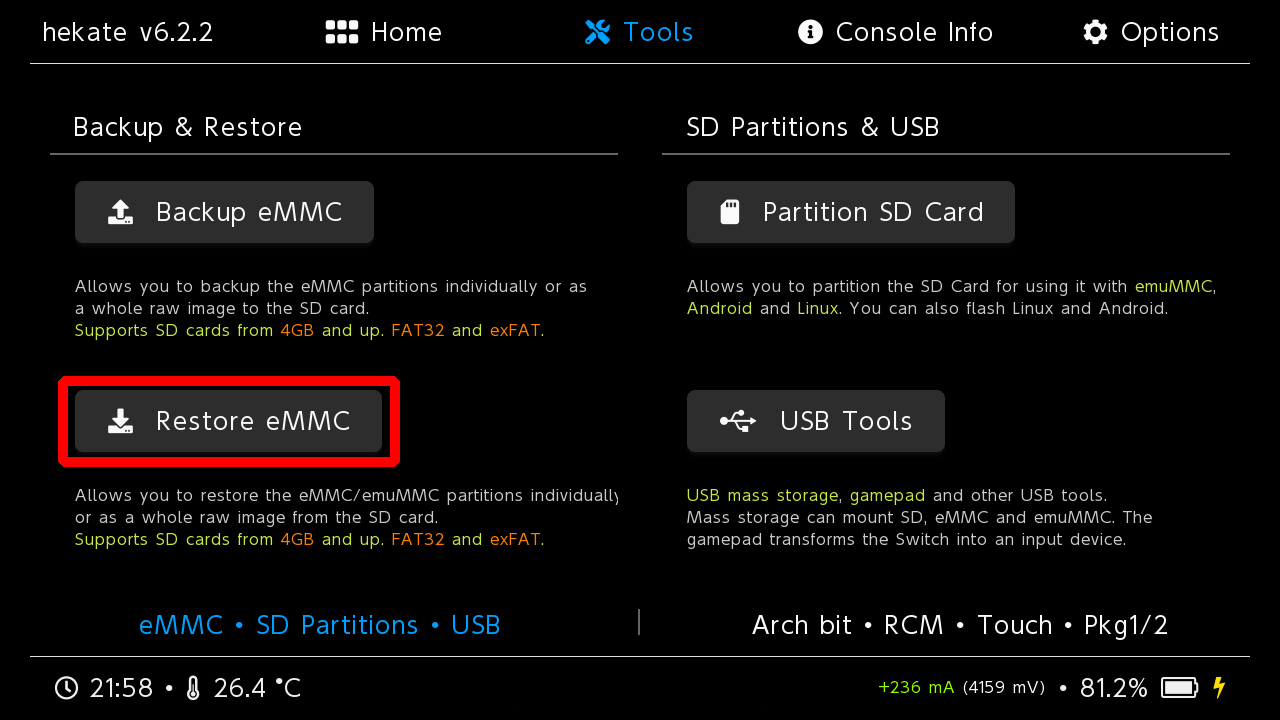 hekate v6.2.2 Home Tools Console Info Options
Backup & Restore
Backup eMMC
Allows you to backup the eMMC partitions individually or as
a whole raw image to the SD card.
Supports SD cards from 4GB and up. FAT32 and exFAT.
Restore eMMC
Allows you to restore the eMMC/emuMMC partitions individually
or as a whole raw image from the SD card.
Supports SD cards from 4GB and up. FAT32 and exFAT.
SD Partitions & USB
Partition SD Card
Allows you to partition the SD Card for using it with emuMMC,
Android and Linux. You can also flash Linux and Android.
USB Tools
USB mass storage, gamepad and other USB tools.
Mass storage can mount SD, eMMC and emuMMC. The
gamepad transforms the Switch into an input device.
eMMC • SD Partitions • USB Arch bit • RCM • Touch • Pkg1/2
21:58 • 26.4 °C +236 mA (4159 mV) • 81.2%